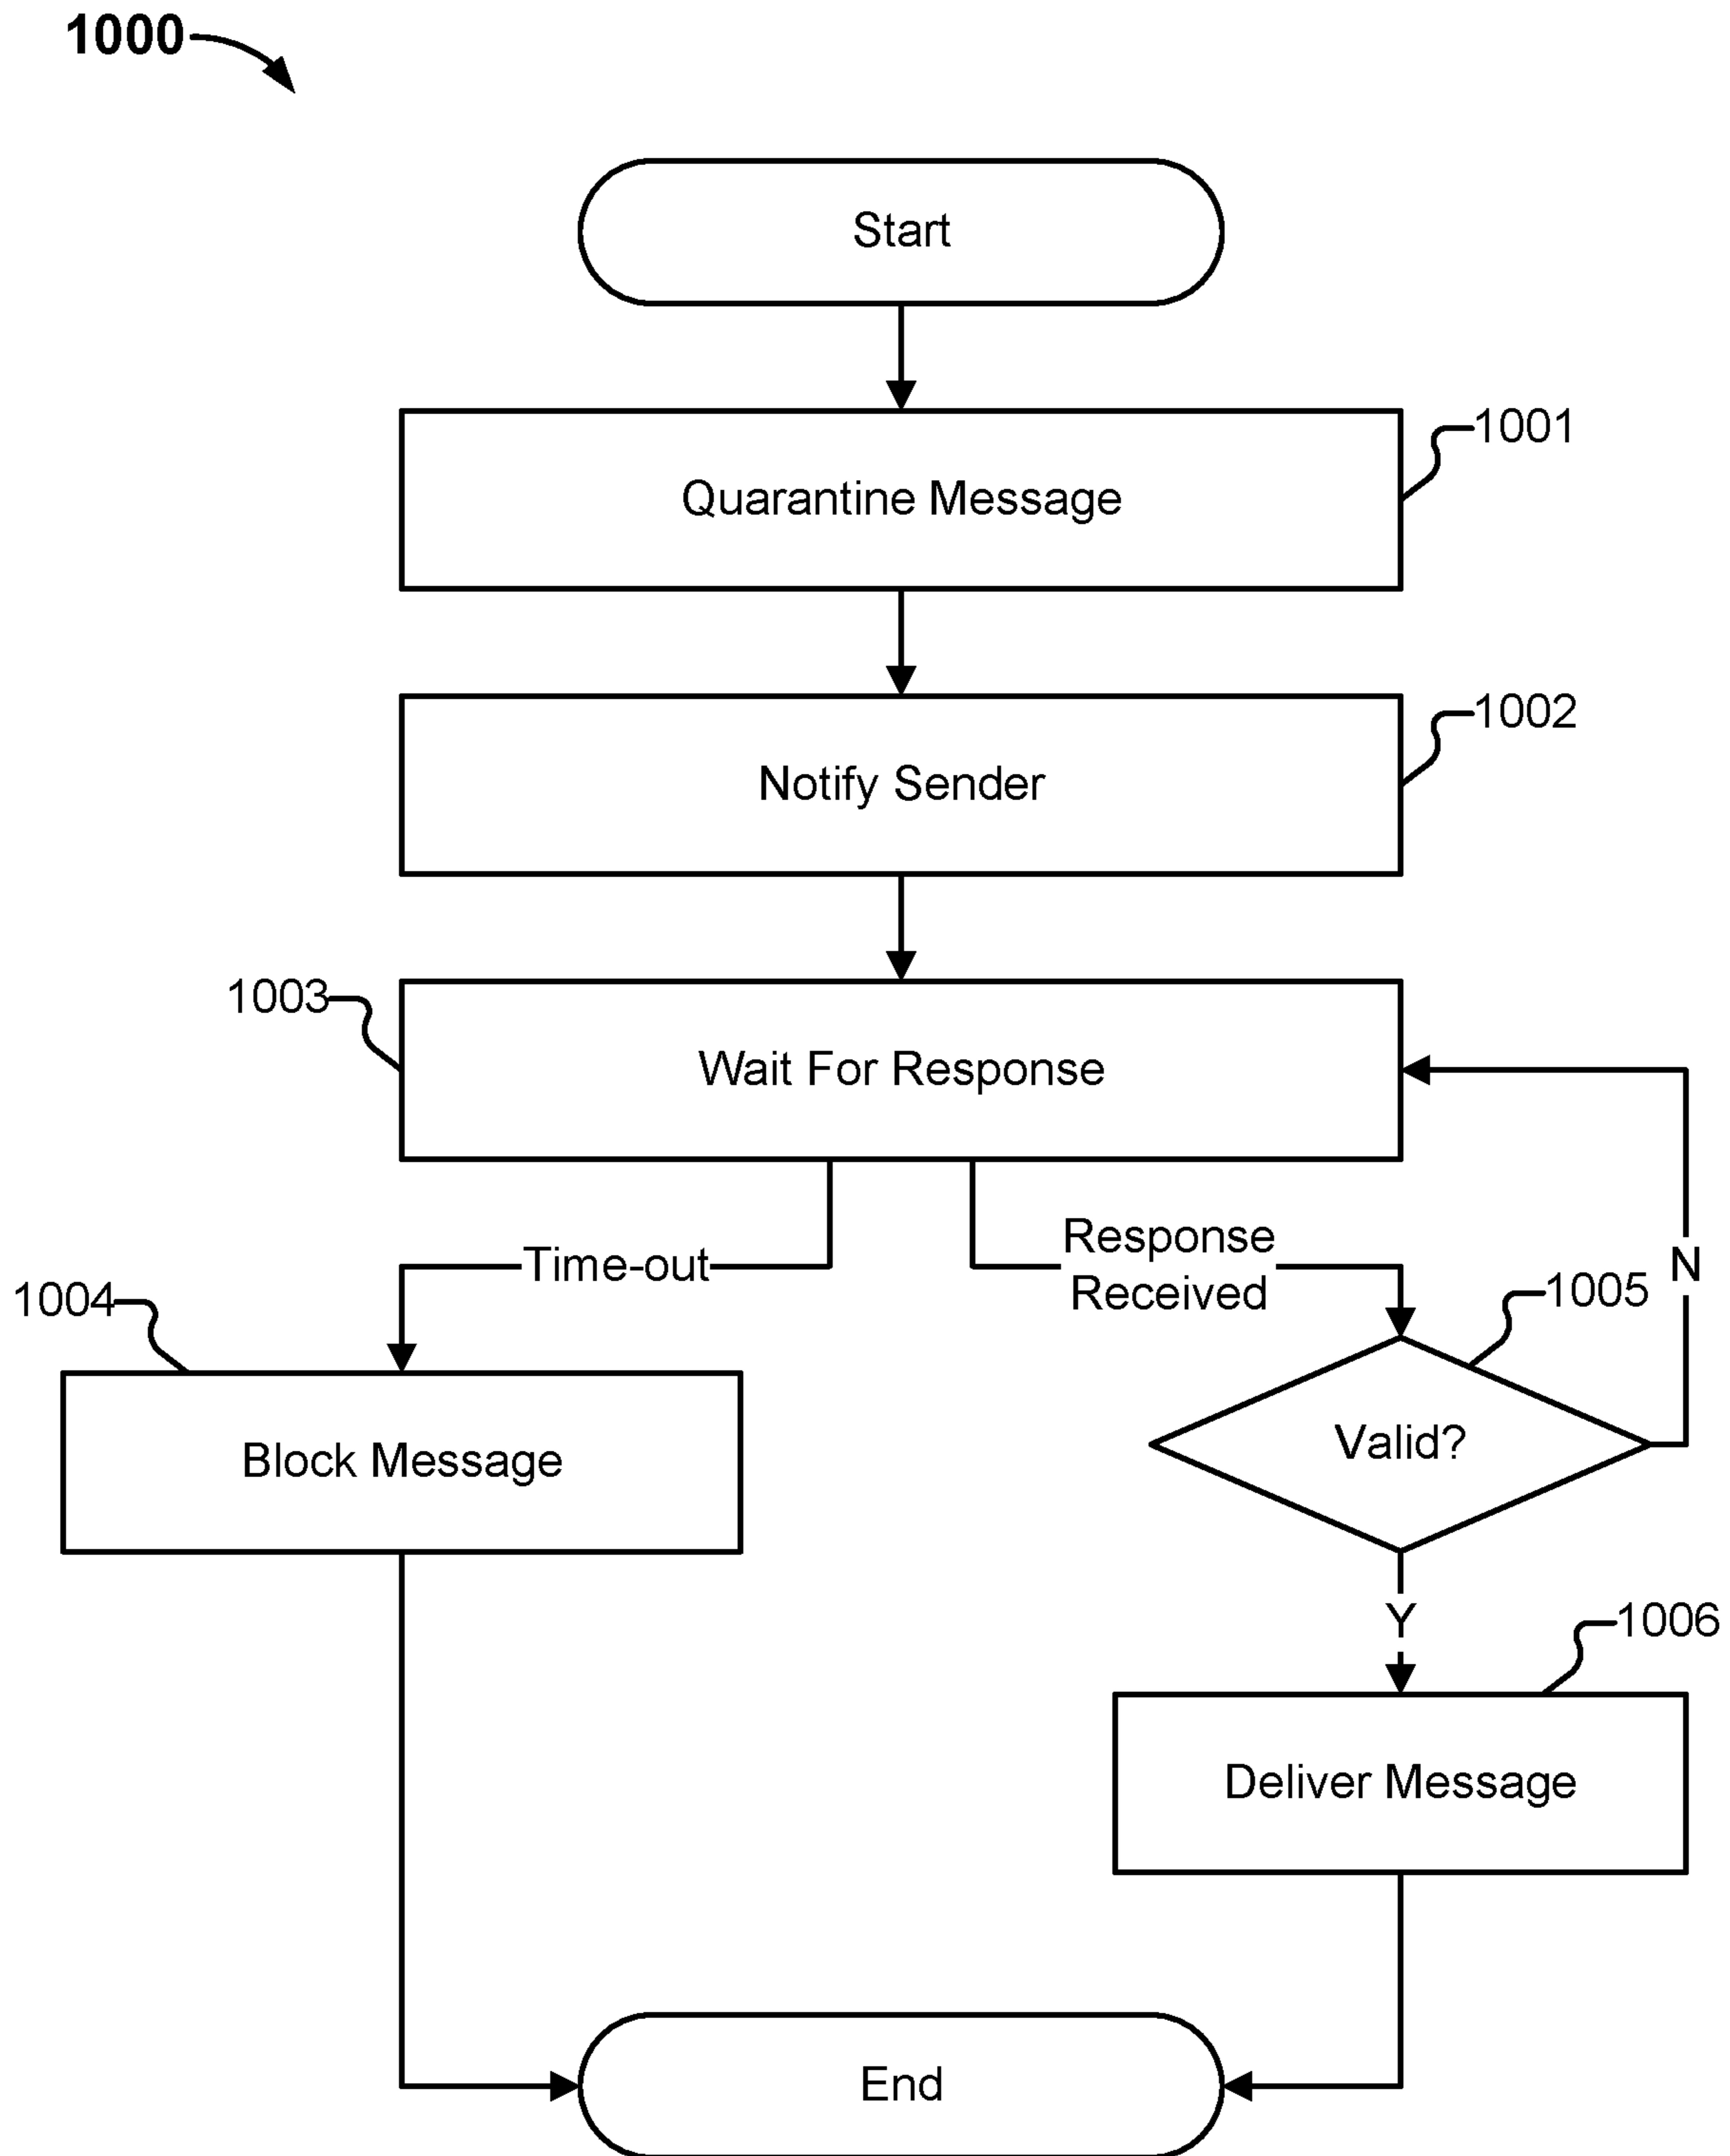 1000
Start
1001
Quarantine Message
1002
Notify Sender
1003
Wait For Response
Time-out
Response
Received
N
1004
1005
Block Message
Valid?
Y
1006
Deliver Message
End